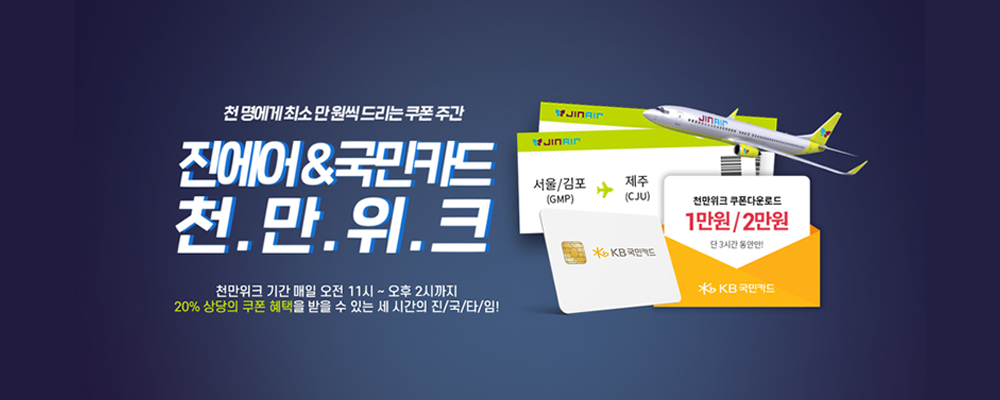 천 명에게 최소 만 원씩 드리는 쿠폰 주간
진에어&국민카드
천.만.위.크
천만위크 기간 매일 오전 11시 ~ 오후 2시까지
20% 상당의 쿠폰 혜택을 받을 수 있는 세 시간의 진/국/타/임!
JINAIR
JINAIR
JINAIR
서울/김포
(GMP)
제주
(CJU)
천만위크 쿠폰다운로드
1만원 / 2만원
단 3시간 동안만!
KB 국민카드
KB 국민카드